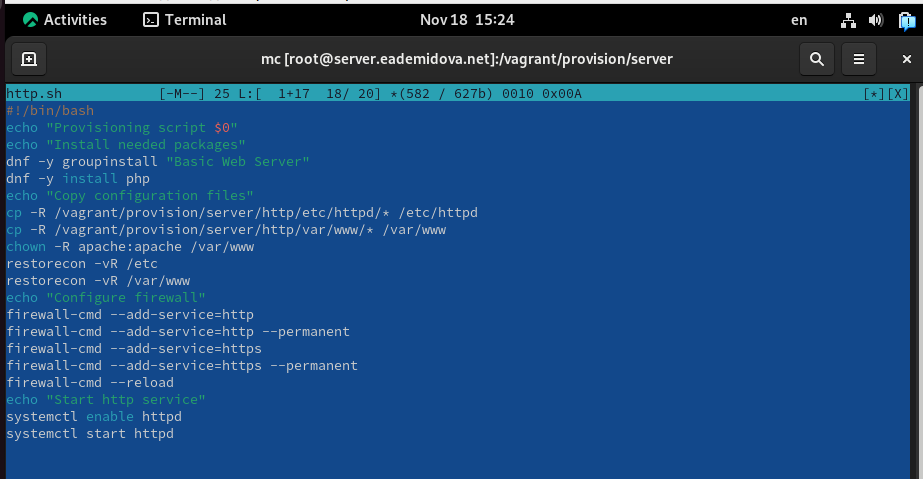 Activities Terminal Nov 18 15:24 en
mc [root@server.eademidova.net]:/vagrant/provision/server
http.sh [-M--] 25 L:[ 1+17 18/ 20] *(582 / 627b) 0010 0x00A [*][X]
#!/bin/bash
echo "Provisioning script $0"
echo "Install needed packages"
dnf -y groupinstall "Basic Web Server"
dnf -y install php
echo "Copy configuration files"
cp -R /vagrant/provision/server/http/etc/httpd/* /etc/httpd
cp -R /vagrant/provision/server/http/var/www/* /var/www
chown -R apache:apache /var/www
restorecon -vR /etc
restorecon -vR /var/www
echo "Configure firewall"
firewall-cmd --add-service=http
firewall-cmd --add-service=http --permanent
firewall-cmd --add-service=https
firewall-cmd --add-service=https --permanent
firewall-cmd --reload
echo "Start http service"
systemctl enable httpd
systemctl start httpd